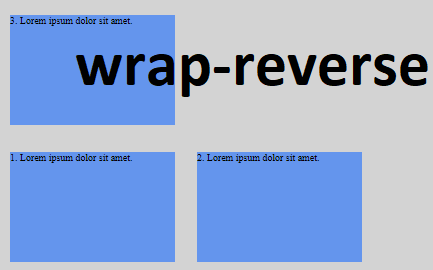 3. Lorem ipsum dolor sit amet.
wrap-reverse
1. Lorem ipsum dolor sit amet.
2. Lorem ipsum dolor sit amet.